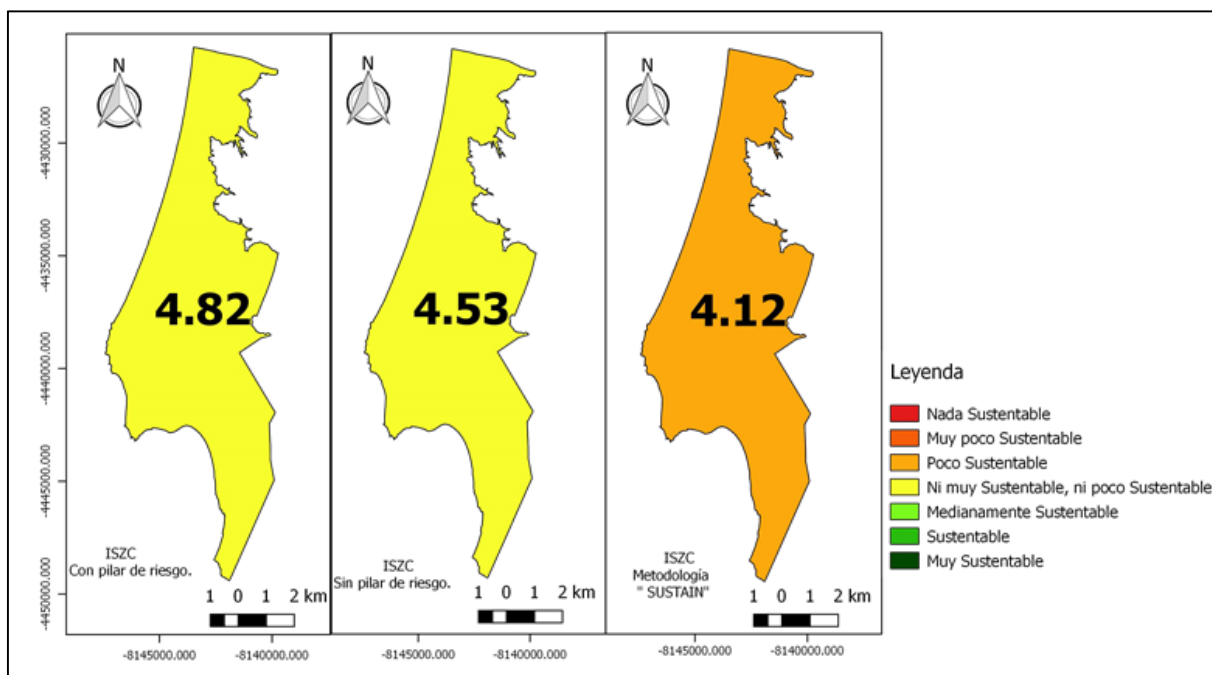 N
N
N
-4430000.000
-4435000.000
-4440000.000
-4445000.000
-4450000.000
4.82
4.53
4.12
ISZC
Con pilar de riesgo.
1 0 1 2 km
ISZC
Sin pilar de riesgo.
1 0 1 2 km
ISZC
Metodología
" SUSTAIN"
1 0 1 2 km
-8145000.000 -8140000.000
-8145000.000 -8140000.000
-8145000.000 -8140000.000
Leyenda
Nada Sustentable
Muy poco Sustentable
Poco Sustentable
Ni muy Sustentable, ni poco Sustentable
Medianamente Sustentable
Sustentable
Muy Sustentable